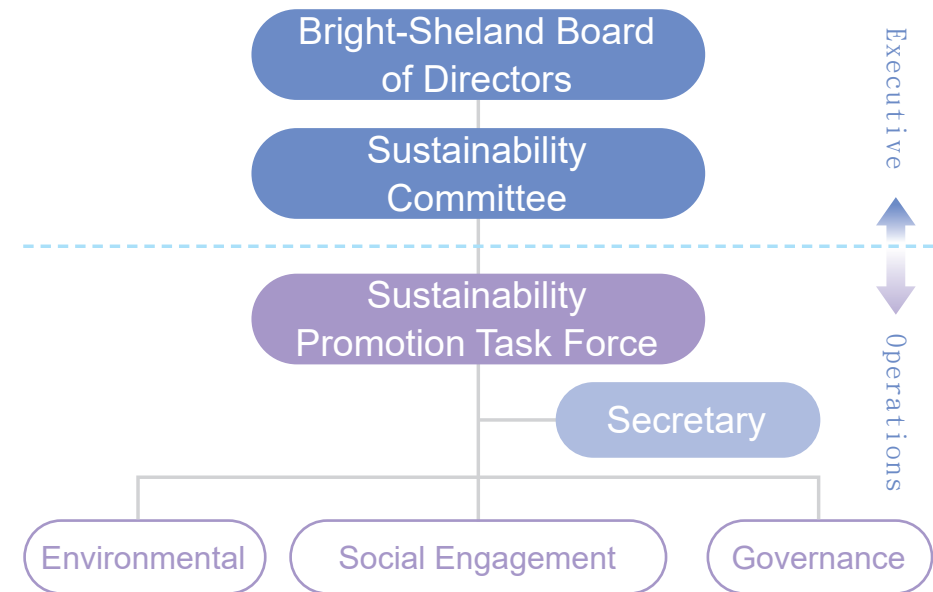 Bright-Sheland Board
of Directors
Executive
Sustainability
Committee
Sustainability
Promotion Task Force
Operations
Secretary
Environmental
Social Engagement
Governance